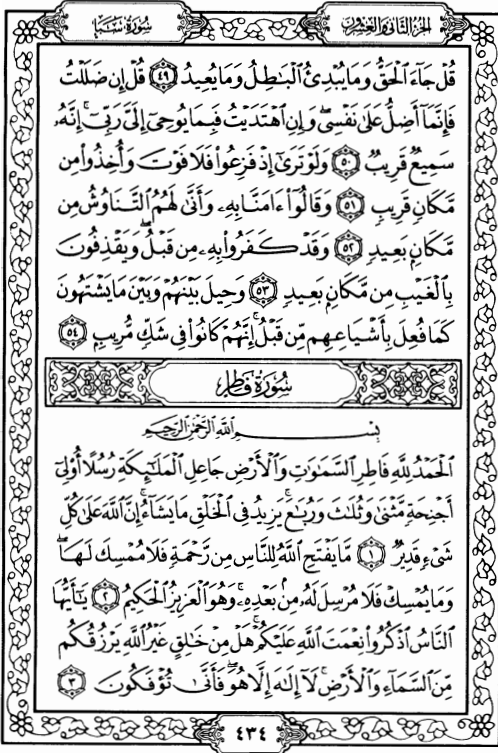 الجزء الثاني والعشرون
سورة سبإ
قُلْ جَآءَ ٱلْحَقُّ وَمَا يُبْدِئُ ٱلْبَٰطِلُ وَمَا يُعِيدُ ٤٩ قُلْ إِن ضَلَلْتُ
فَإِنَّمَآ أَضِلُّ عَلَىٰ نَفْسِىۖ وَإِنِ ٱهْتَدَيْتُ فَبِمَا يُوحِىٓ إِلَىَّ رَبِّىٓۚ إِنَّهُۥ
سَمِيعٌ قَرِيبٌ ٥٠ وَلَوْ تَرَىٰٓ إِذْ فَزِعُوا۟ فَلَا فَوْتَ وَأُخِذُوا۟ مِن
مَّكَانٍ قَرِيبٍ ٥١ وَقَالُوٓا۟ ءَامَنَّا بِهِۦ وَأَنَّىٰ لَهُمُ ٱلتَّنَاوُشُ مِن
مَّكَانٍۭ بَعِيدٍ ٥٢ وَقَدْ كَفَرُوا۟ بِهِۦ مِن قَبْلُۖ وَيَقْذِفُونَ
بِٱلْغَيْبِ مِن مَّكَانٍۭ بَعِيدٍ ٥٣ وَحِيلَ بَيْنَهُمْ وَبَيْنَ مَا يَشْتَهُونَ
كَمَا فُعِلَ بِأَشْيَاعِهِم مِّن قَبْلُۚ إِنَّهُمْ كَانُوا۟ فِى شَكٍّ مُّرِيبٍۭ ٥٤
سُورَةُ فَاطِرٍ
بِسْمِ ٱللَّهِ ٱلرَّحْمَٰنِ ٱلرَّحِيمِ
ٱلْحَمْدُ لِلَّهِ فَاطِرِ ٱلسَّمَٰوَٰتِ وَٱلْأَرْضِ جَاعِلِ ٱلْمَلَٰٓئِكَةِ رُسُلًا أُو۟لِىٓ
أَجْنِحَةٍ مَّثْنَىٰ وَثُلَٰثَ وَرُبَٰعَۚ يَزِيدُ فِى ٱلْخَلْقِ مَا يَشَآءُۚ إِنَّ ٱللَّهَ عَلَىٰ كُلِّ
شَىْءٍ قَدِيرٌ ١ مَّا يَفْتَحِ ٱللَّهُ لِلنَّاسِ مِن رَّحْمَةٍ فَلَا مُمْسِكَ لَهَاۖ
وَمَا يُمْسِكْ فَلَا مُرْسِلَ لَهُۥ مِنۢ بَعْدِهِۦۚ وَهُوَ ٱلْعَزِيزُ ٱلْحَكِيمُ ٢ يَٰٓأَيُّهَا
ٱلنَّاسُ ٱذْكُرُوا۟ نِعْمَتَ ٱللَّهِ عَلَيْكُمْۚ هَلْ مِنْ خَٰلِقٍ غَيْرُ ٱللَّهِ يَرْزُقُكُم
مِّنَ ٱلسَّمَآءِ وَٱلْأَرْضِۚ لَآ إِلَٰهَ إِلَّا هُوَۖ فَأَنَّىٰ تُؤْفَكُونَ ٣
٤٣٤